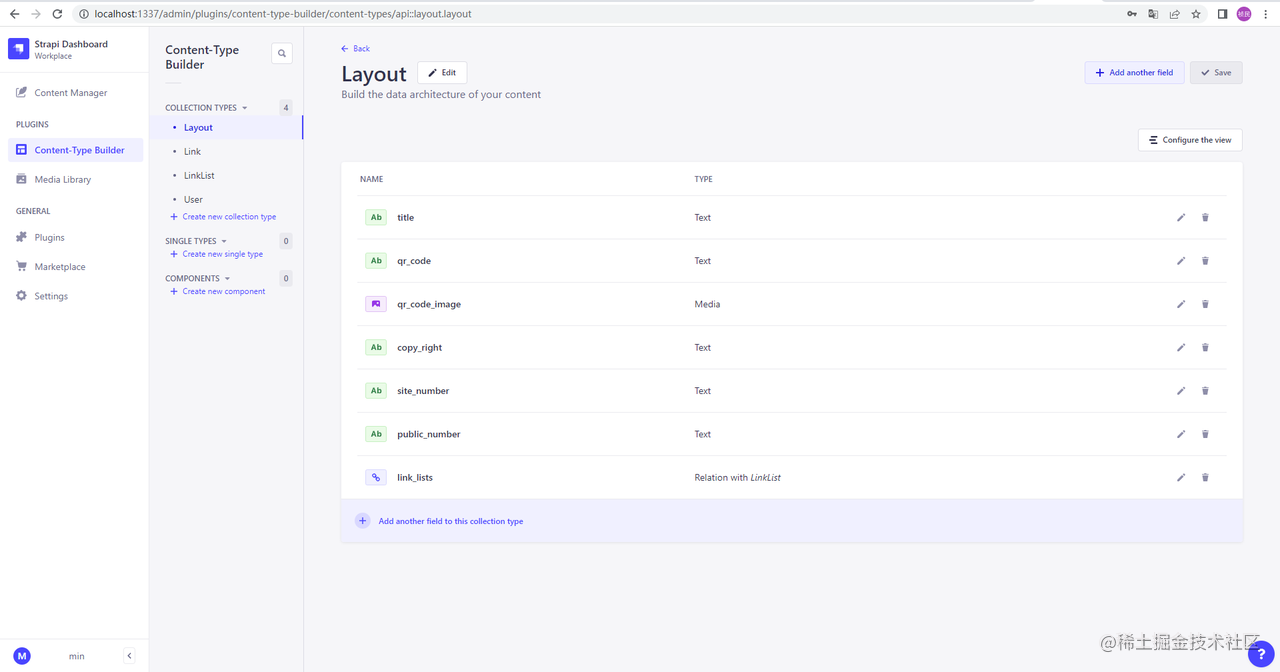 localhost:1337/admin/plugins/content-type-builder/content-types/api::layout.layout
植民
Strapi Dashboard
Workplace
Content Manager
PLUGINS
Content-Type Builder
Media Library
GENERAL
Plugins
Marketplace
Settings
M
min
Content-Type
Builder
COLLECTION TYPES
4
Layout
Link
LinkList
User
Create new collection type
SINGLE TYPES
0
Create new single type
COMPONENTS
0
Create new component
Back
Layout
Edit
Add another field
Save
Build the data architecture of your content
Configure the view
NAME TYPE
Ab title Text
Ab qr_code Text
qr_code_image Media
Ab copy_right Text
Ab site_number Text
Ab public_number Text
link_lists Relation with LinkList
Add another field to this collection type
@稀土掘金技术社区
?